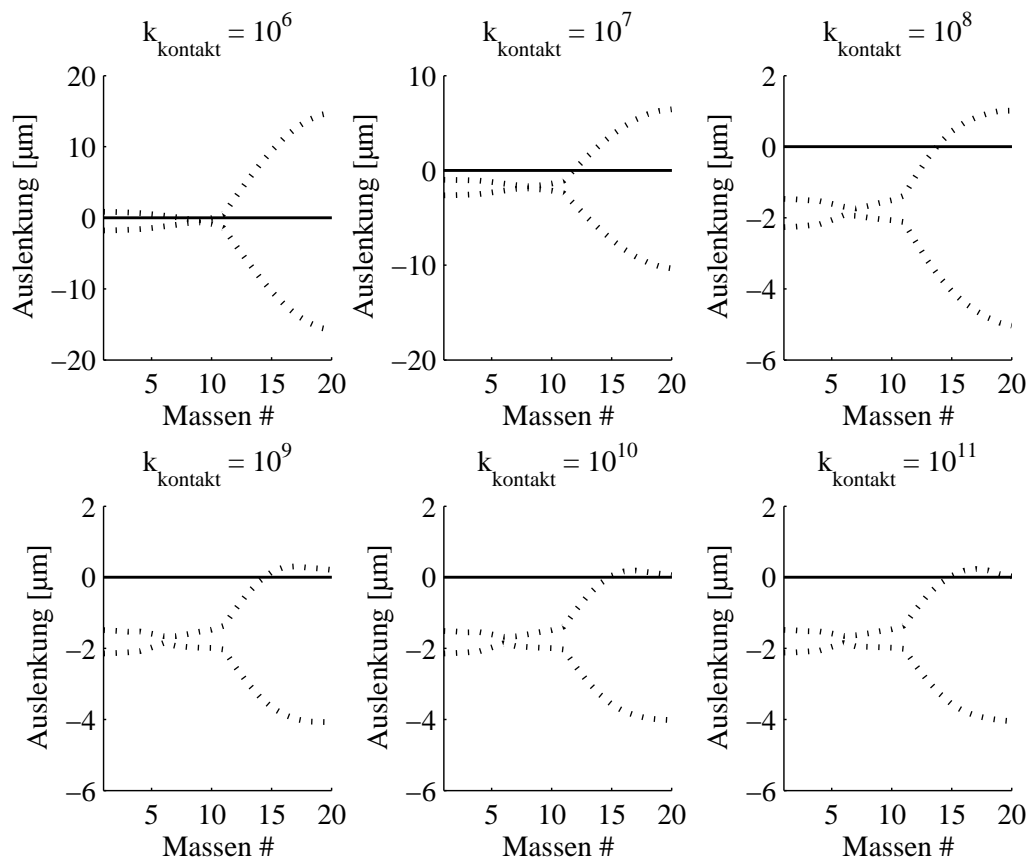 k_kontakt = 10^6
k_kontakt = 10^7
k_kontakt = 10^8
Auslenkung [µm]
20
10
0
−10
−20
5 10 15 20
Massen #
Auslenkung [µm]
10
0
−10
−20
5 10 15 20
Massen #
Auslenkung [µm]
2
0
−2
−4
−6
5 10 15 20
Massen #
k_kontakt = 10^9
k_kontakt = 10^10
k_kontakt = 10^11
Auslenkung [µm]
2
0
−2
−4
−6
5 10 15 20
Massen #
Auslenkung [µm]
2
0
−2
−4
−6
5 10 15 20
Massen #
Auslenkung [µm]
2
0
−2
−4
−6
5 10 15 20
Massen #